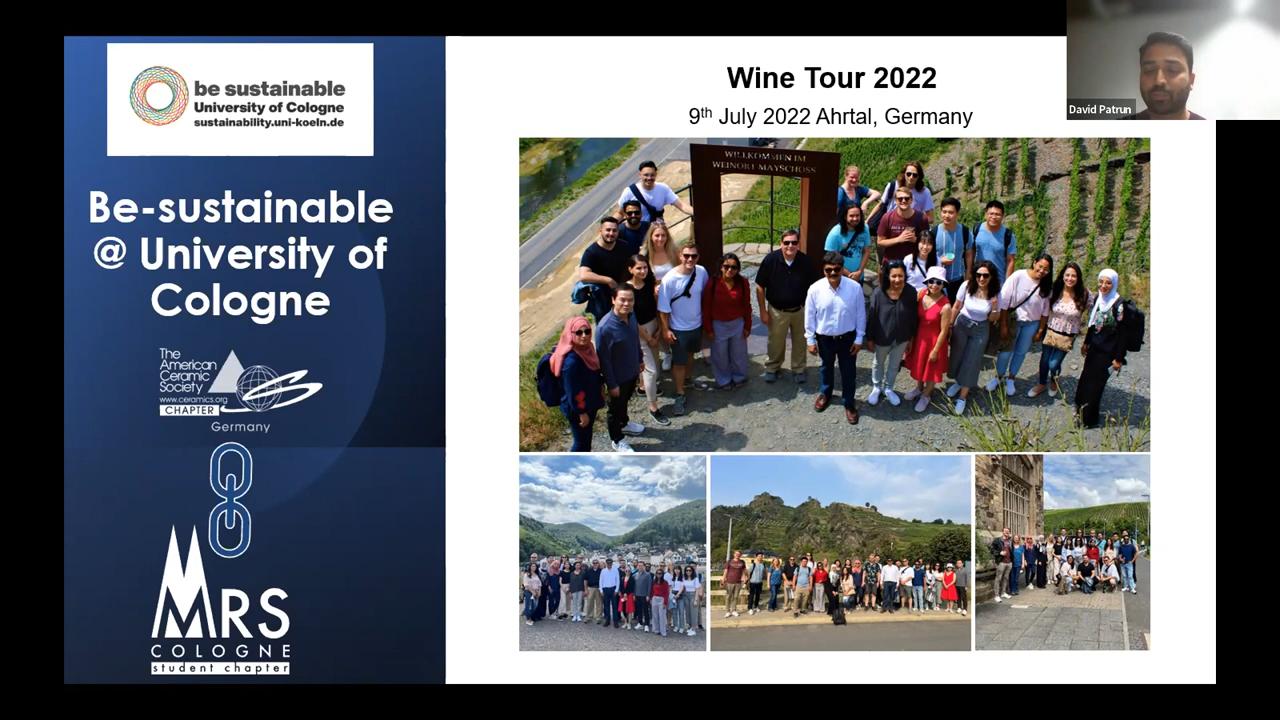 be sustainable
University of Cologne
sustainability.uni-koeln.de
Be-sustainable
@ University of
Cologne
The
American
Ceramic
Society
www.ceramics.org
CHAPTER
Germany
MRS
COLOGNE
student chapter
Wine Tour 2022
9th July 2022 Ahrtal, Germany
WILLKOMMEN IM
WEINORT MAYSCHOSS
David Patrun